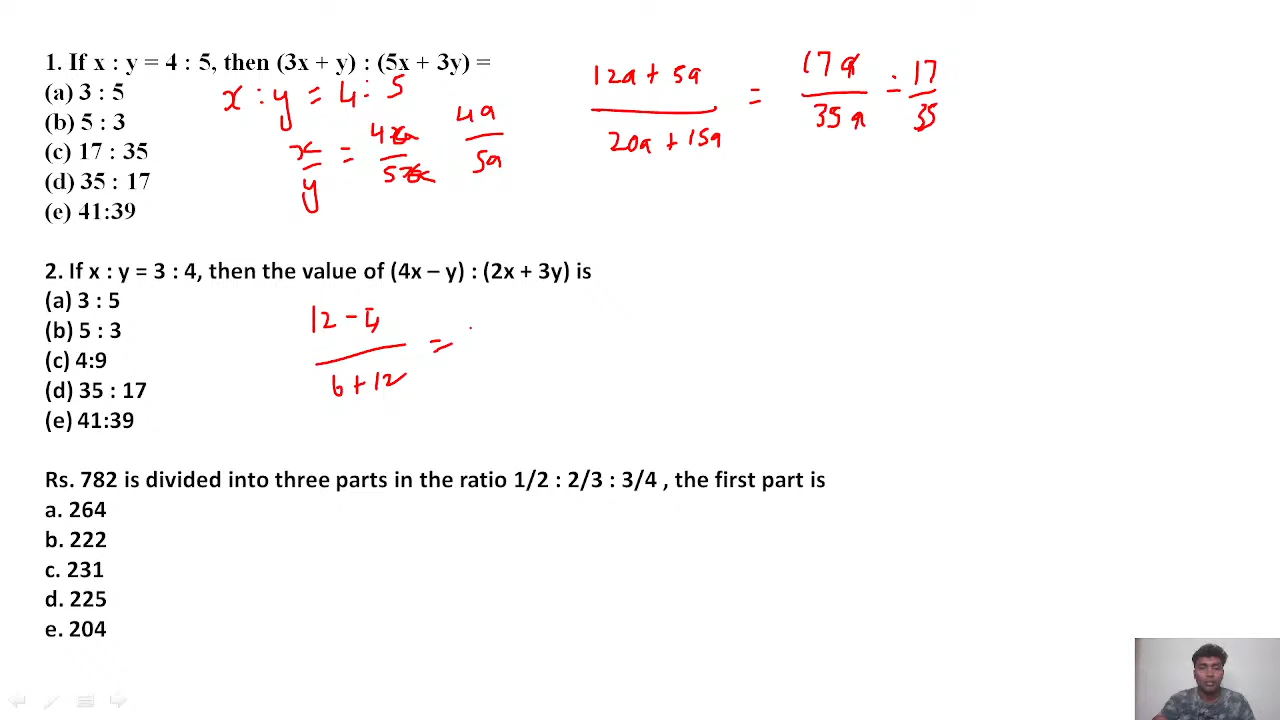 1. If x : y = 4 : 5, then (3x + y) : (5x + 3y) =
(a) 3 : 5
(b) 5 : 3
(c) 17 : 35
(d) 35 : 17
(e) 41:39
x : y = 4 : 5
x/y = 4/5 4a/5a
12a + 5a / 20a + 15a = 17a / 35a = 17/35
2. If x : y = 3 : 4, then the value of (4x – y) : (2x + 3y) is
(a) 3 : 5
(b) 5 : 3
(c) 4:9
(d) 35 : 17
(e) 41:39
12 - 4 / 6 + 12 =
Rs. 782 is divided into three parts in the ratio 1/2 : 2/3 : 3/4 , the first part is
a. 264
b. 222
c. 231
d. 225
e. 204